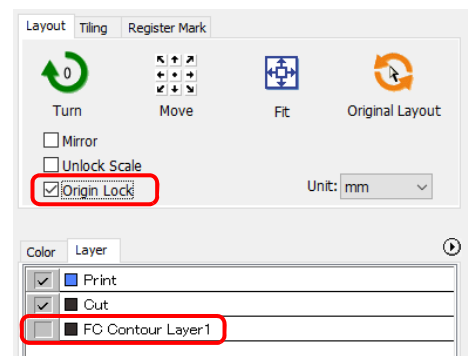 Layout Tiling Register Mark
0
Turn Move Fit Original Layout
Mirror
Unlock Scale
Origin Lock Unit: mm
Color Layer
Print
Cut
FC Contour Layer1